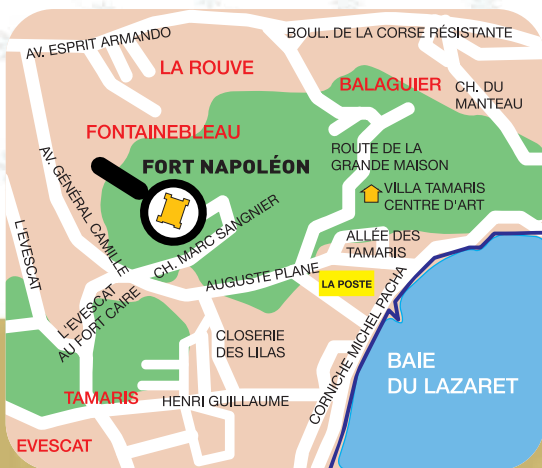 AV. ESPRIT ARMANDO
BOUL. DE LA CORSE RÉSISTANTE
LA ROUVE
BALAGUIER
CH. DU
MANTEAU
FONTAINEBLEAU
ROUTE DE LA
GRANDE MAISON
FORT NAPOLÉON
AV. GÉNÉRAL CAMILLE
VILLA TAMARIS
CENTRE D'ART
CH. MARC SANGNIER
L'EVESCAT
ALLÉE DES
TAMARIS
AUGUSTE PLANE
LA POSTE
L'EVESCAT
AU FORT CAIRE
CORNICHE MICHEL PACHA
CLOSERIE
DES LILAS
BAIE
DU LAZARET
TAMARIS
HENRI GUILLAUME
EVESCAT